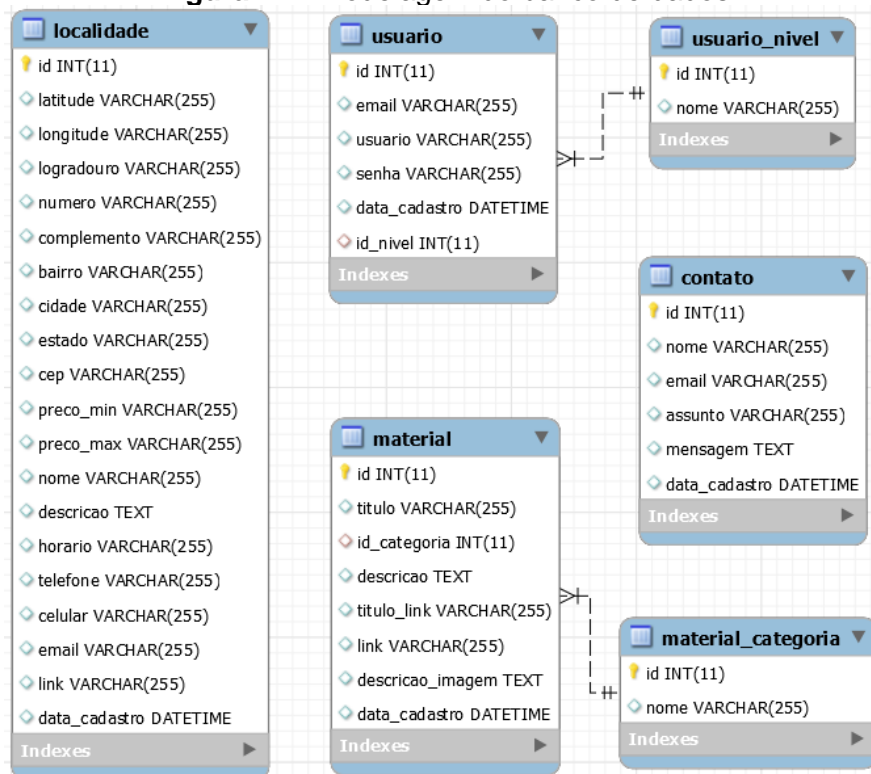 localidade
id INT(11)
latitude VARCHAR(255)
longitude VARCHAR(255)
logradouro VARCHAR(255)
numero VARCHAR(255)
complemento VARCHAR(255)
bairro VARCHAR(255)
cidade VARCHAR(255)
estado VARCHAR(255)
cep VARCHAR(255)
preco_min VARCHAR(255)
preco_max VARCHAR(255)
nome VARCHAR(255)
descricao TEXT
horario VARCHAR(255)
telefone VARCHAR(255)
celular VARCHAR(255)
email VARCHAR(255)
link VARCHAR(255)
data_cadastro DATETIME
Indexes
usuario
id INT(11)
email VARCHAR(255)
usuario VARCHAR(255)
senha VARCHAR(255)
data_cadastro DATETIME
id_nivel INT(11)
Indexes
usuario_nivel
id INT(11)
nome VARCHAR(255)
Indexes
contato
id INT(11)
nome VARCHAR(255)
email VARCHAR(255)
assunto VARCHAR(255)
mensagem TEXT
data_cadastro DATETIME
Indexes
material
id INT(11)
titulo VARCHAR(255)
id_categoria INT(11)
descricao TEXT
titulo_link VARCHAR(255)
link VARCHAR(255)
descricao_imagem TEXT
data_cadastro DATETIME
Indexes
material_categoria
id INT(11)
nome VARCHAR(255)
Indexes